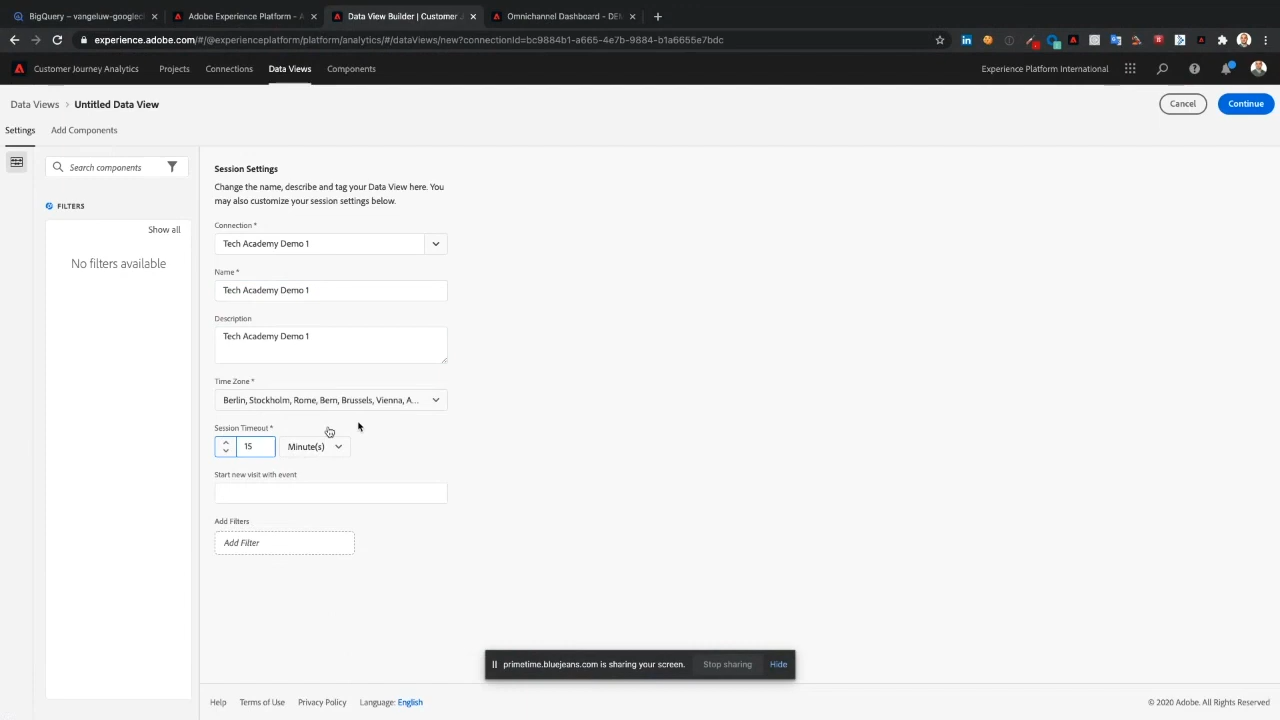 BigQuery – vangeluw-googlecl
Adobe Experience Platform - A
Data View Builder | Customer J
Omnichannel Dashboard - DEM
experience.adobe.com/#/@experienceplatform/platform/analytics/#/dataViews/new?connectionId=bc9884b1-a665-4e7b-9884-b1a6655e7bdc
Customer Journey Analytics
Projects
Connections
Data Views
Components
Experience Platform International
Data Views > Untitled Data View
Cancel
Continue
Settings
Add Components
Search components
FILTERS
Show all
No filters available
Session Settings
Change the name, describe and tag your Data View here. You
may also customize your session settings below.
Connection *
Tech Academy Demo 1
Name *
Tech Academy Demo 1
Description
Tech Academy Demo 1
Time Zone *
Berlin, Stockholm, Rome, Bern, Brussels, Vienna, A...
Session Timeout *
15
Minute(s)
Start new visit with event
Add Filters
Add Filter
primetime.bluejeans.com is sharing your screen.
Stop sharing
Hide
Help
Terms of Use
Privacy Policy
Language: English
© 2020 Adobe. All Rights Reserved